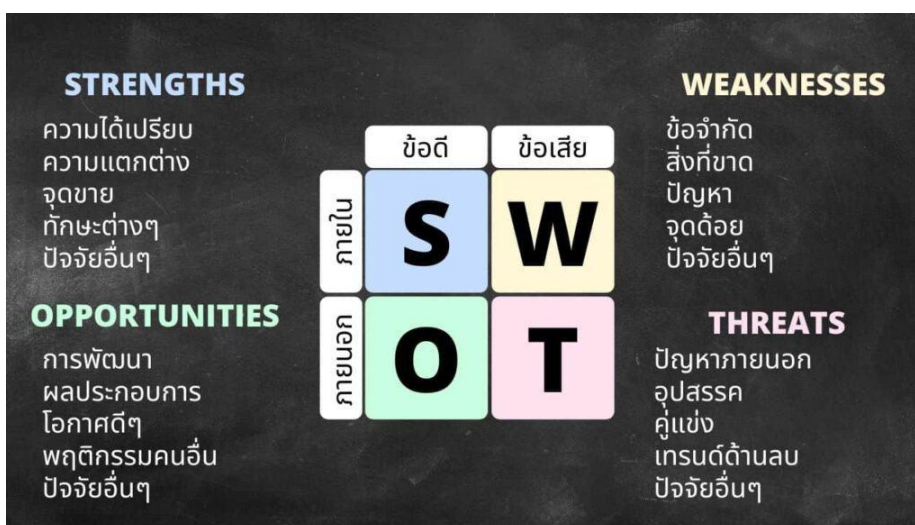 STRENGTHS
ความได้เปรียบ
ความแตกต่าง
จุดขาย
ทักษะต่างๆ
ปัจจัยอื่นๆ
WEAKNESSES
ข้อจำกัด
สิ่งที่ขาด
ปัญหา
จุดด้อย
ปัจจัยอื่นๆ
ข้อดี
ข้อเสีย
ภายใน
S
W
ภายนอก
O
T
OPPORTUNITIES
การพัฒนา
ผลประกอบการ
โอกาศดีๆ
พฤติกรรมคนอื่น
ปัจจัยอื่นๆ
THREATS
ปัญหาภายนอก
อุปสรรค
คู่แข่ง
เทรนด์ด้านลบ
ปัจจัยอื่นๆ